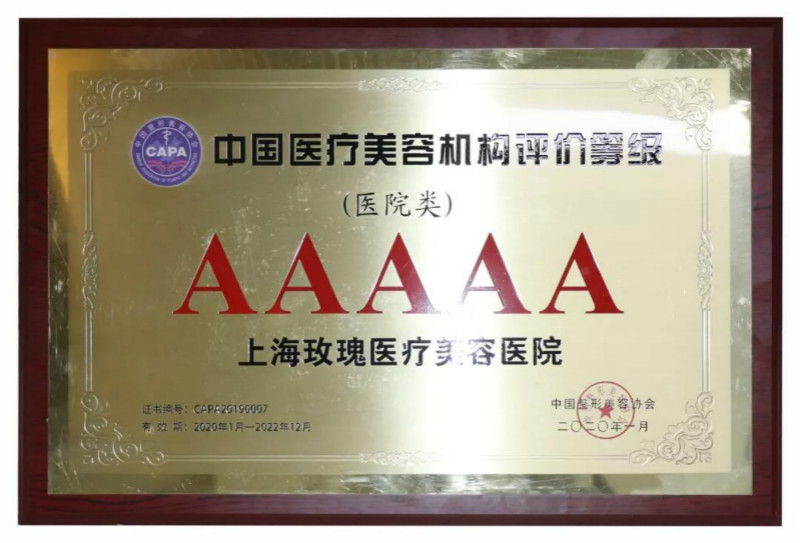 CAPA
中国医疗美容机构评价等级
(医院类)
AAAAA
上海玫瑰医疗美容医院
证书编号：CAPA20190007
有 效 期：2020年1月—2022年12月
中国整形美容协会
二〇二〇年一月